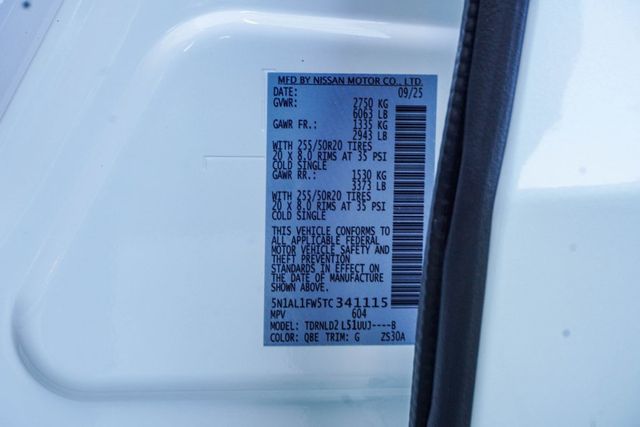 MFD BY NISSAN MOTOR CO., LTD.
DATE: 09/25
GVWR: 2750 KG
6063 LB
GAWR FR.: 1335 KG
2943 LB
WITH 255/50R20 TIRES
20 X 8.0 RIMS AT 35 PSI
COLD SINGLE
GAWR RR.: 1530 KG
3373 LB
WITH 255/50R20 TIRES
20 X 8.0 RIMS AT 35 PSI
COLD SINGLE
THIS VEHICLE CONFORMS TO
ALL APPLICABLE FEDERAL
MOTOR VEHICLE SAFETY AND
THEFT PREVENTION
STANDARDS IN EFFECT ON
THE DATE OF MANUFACTURE
SHOWN ABOVE.
5N1AL1FW5TC341115
MPV 604
MODEL: TDRNLD2 L51UUJ----B
COLOR: QBE TRIM: G ZS30A